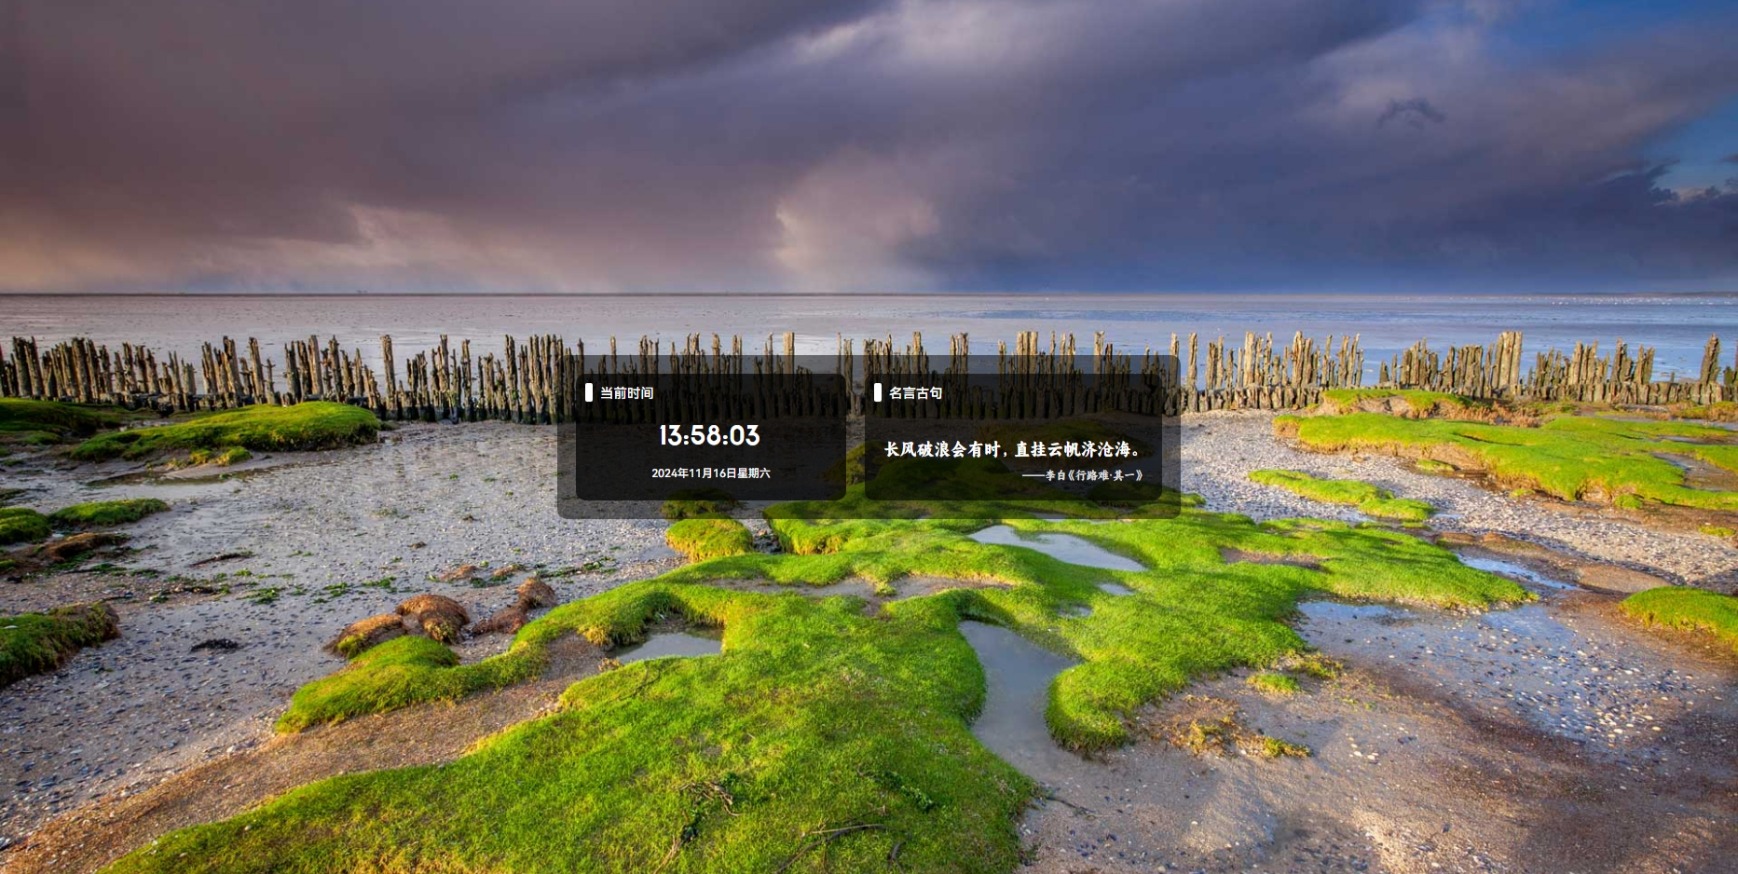 当前时间
13:58:03
2024年11月16日星期六
名言古句
长风破浪会有时，直挂云帆济沧海。
——李白《行路难·其一》